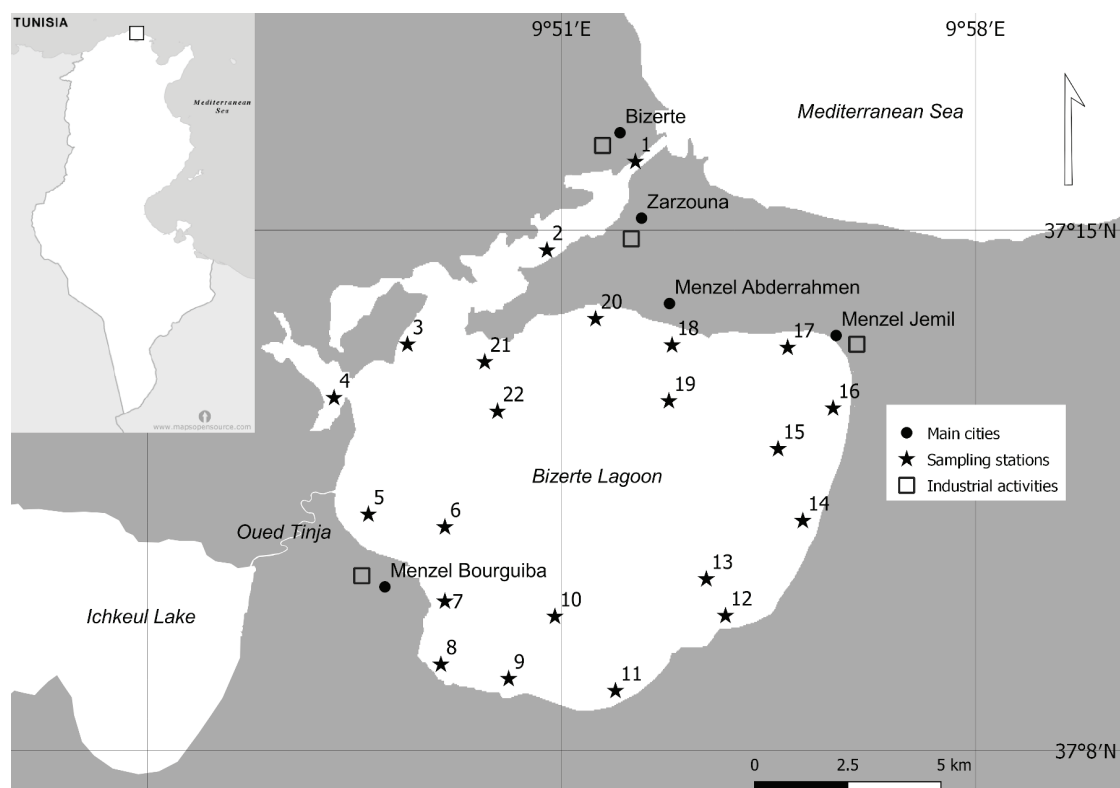 TUNISIA
Mediterranean
Sea
www.mapsopensource.com
9°51′E
9°58′E
Mediterranean Sea
Bizerte
1
Zarzouna
37°15′N
2
Menzel Abderrahmen
20
Menzel Jemil
3
18
17
21
4
22
19
16
Main cities
15
Sampling stations
Bizerte Lagoon
Industrial activities
5
6
14
Oued Tinja
Menzel Bourguiba
13
7
10
12
Ichkeul Lake
8
9
11
37°8′N
0
2.5
5 km